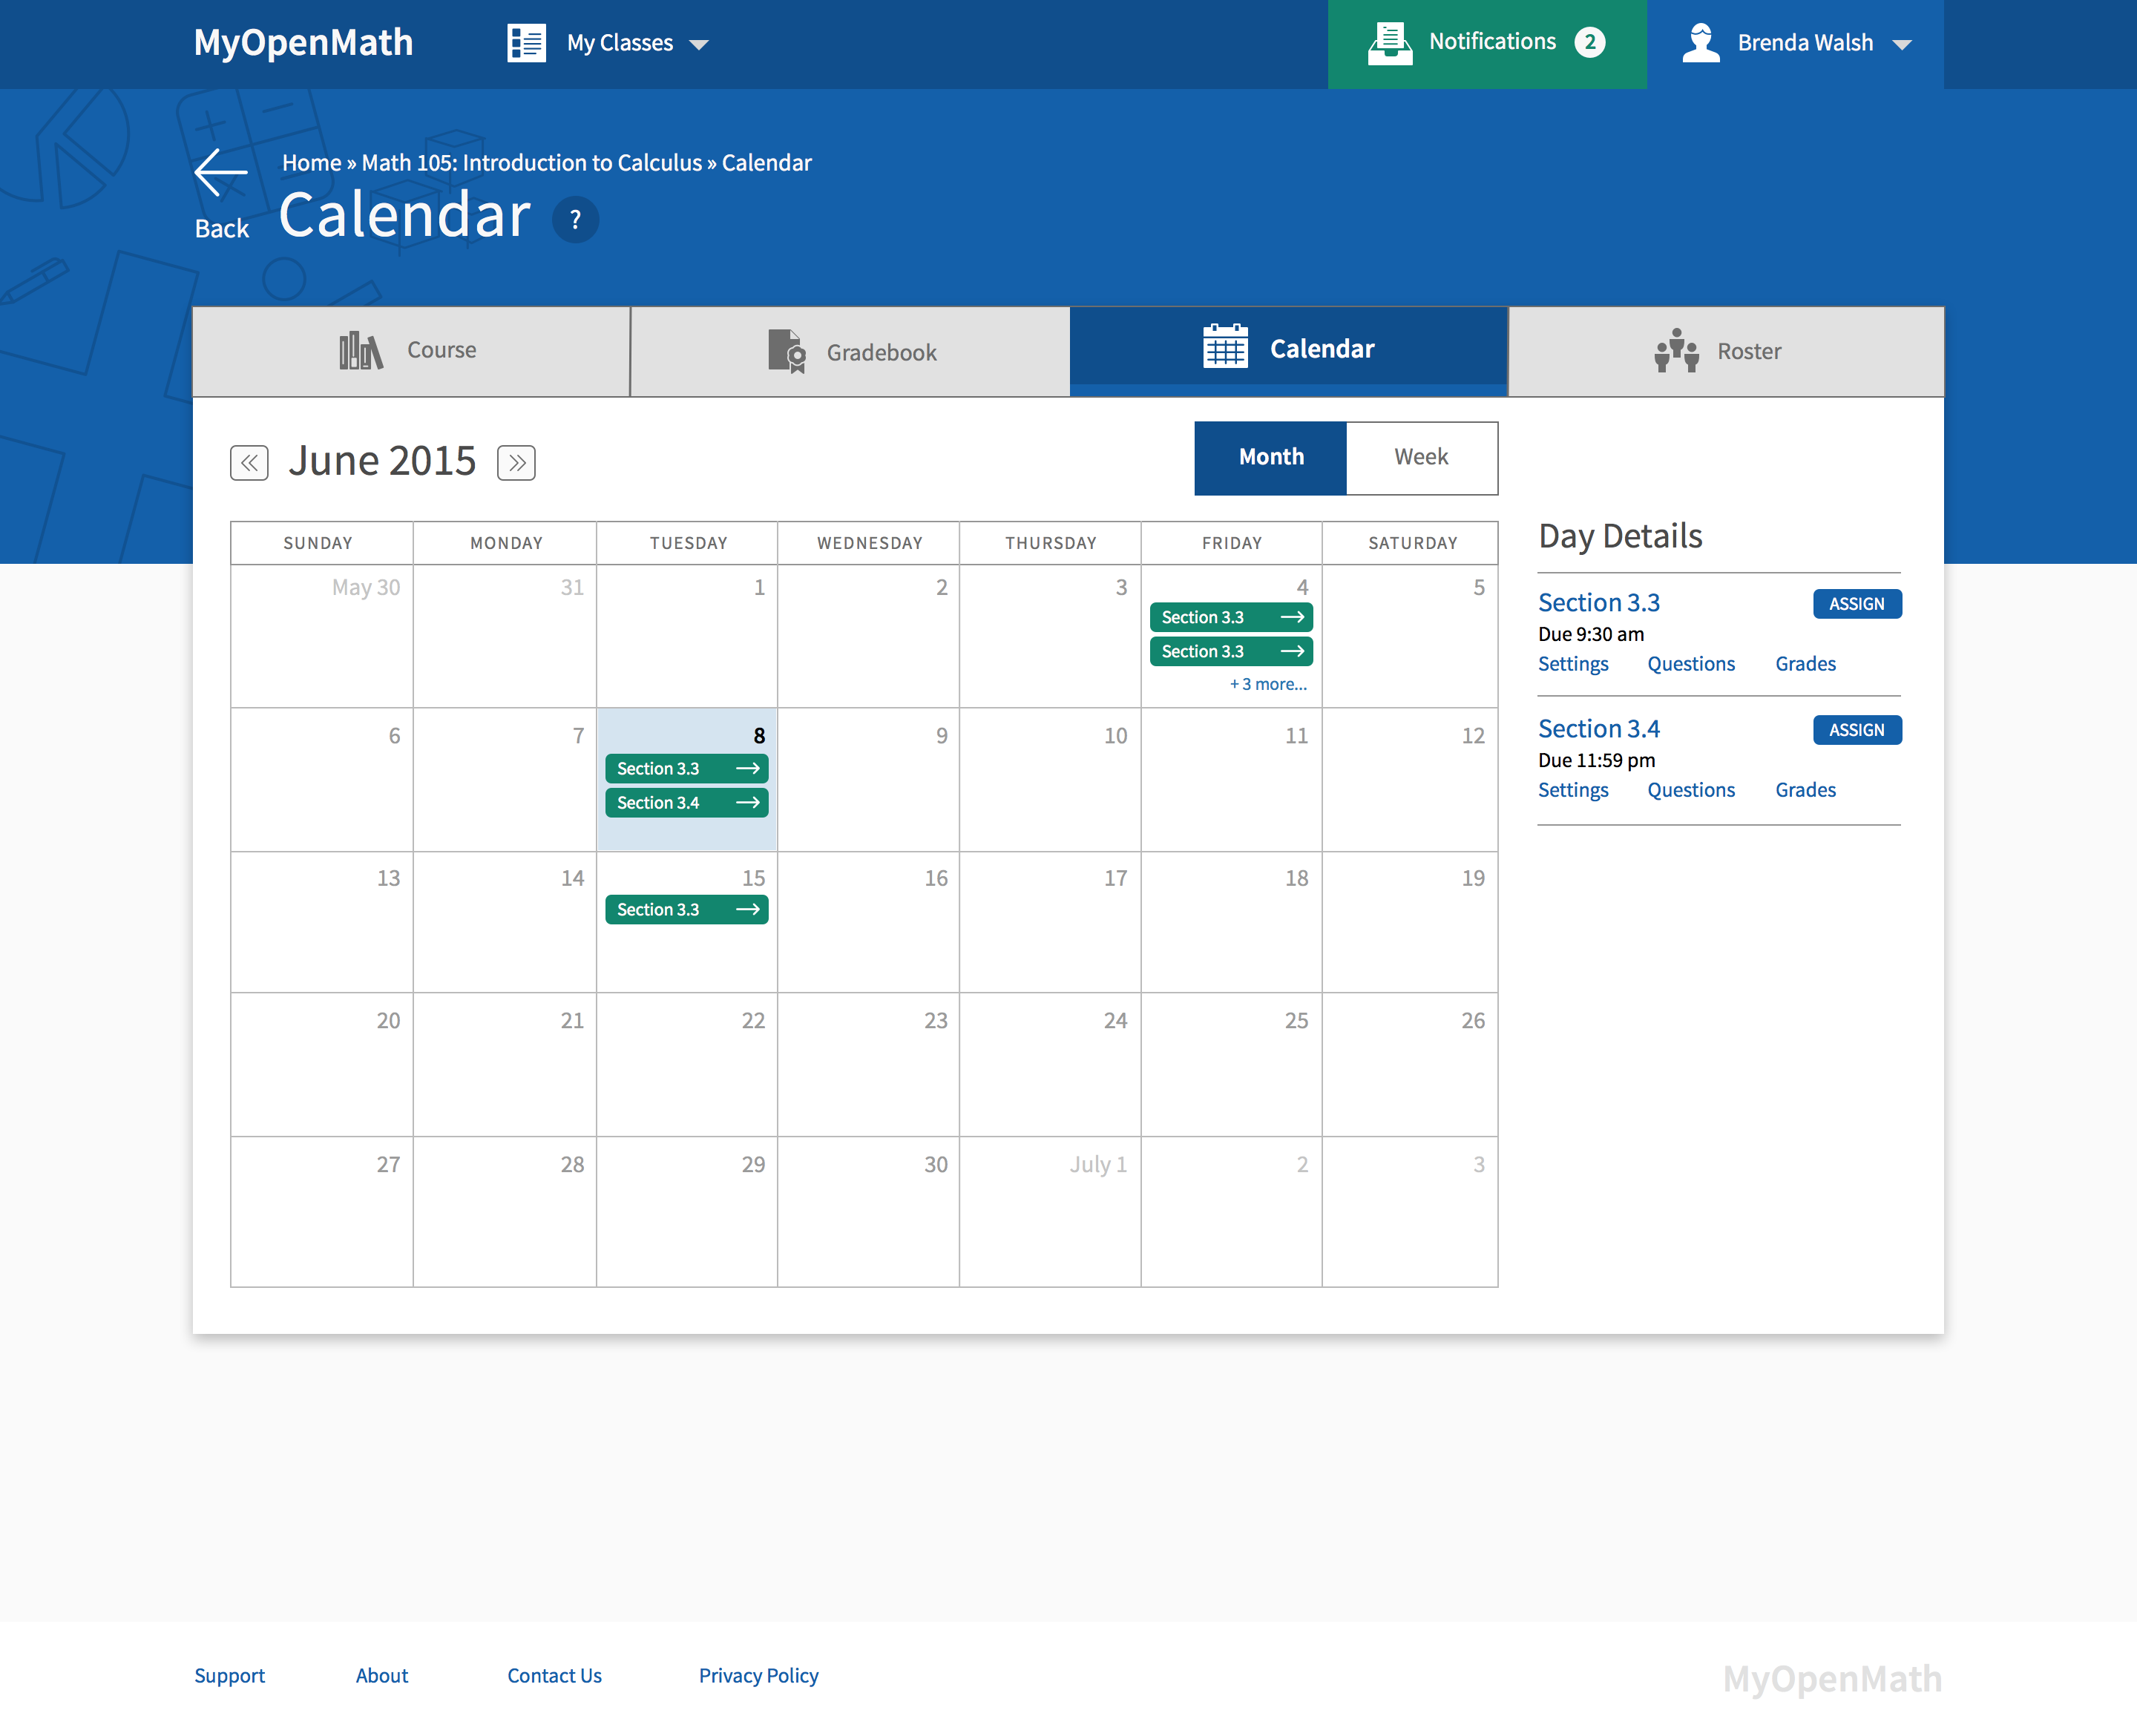 MyOpenMath
My Classes
Notifications 2
Brenda Walsh
Home » Math 105: Introduction to Calculus » Calendar
Back
Calendar ?
Course
Gradebook
Calendar
Roster
June 2015
Month
Week
SUNDAY MONDAY TUESDAY WEDNESDAY THURSDAY FRIDAY SATURDAY
May 30 31 1 2 3 4 5
Section 3.3
Section 3.3
+ 3 more...
6 7 8 9 10 11 12
Section 3.3
Section 3.4
13 14 15 16 17 18 19
Section 3.3
20 21 22 23 24 25 26
27 28 29 30 July 1 2 3
Day Details
Section 3.3 ASSIGN
Due 9:30 am
Settings Questions Grades
Section 3.4 ASSIGN
Due 11:59 pm
Settings Questions Grades
Support About Contact Us Privacy Policy
MyOpenMath